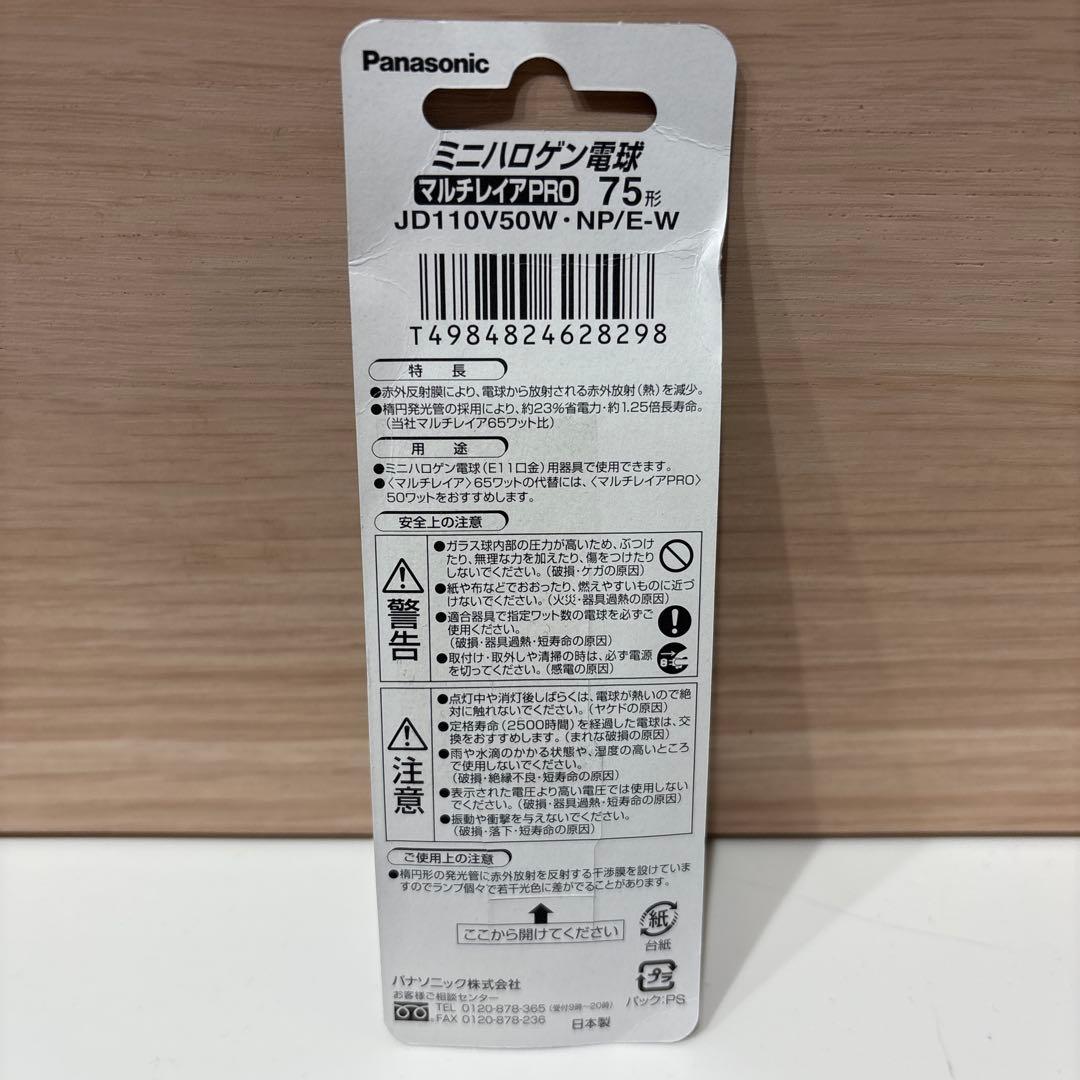 Panasonic
ミニハロゲン電球
マルチレイアPRO 75形
JD110V50W・NP/E-W
T4984824628298
特長
●赤外反射膜により、電球から放射される赤外放射(熱)を減少。
●楕円発光管の採用により、約23%省電力・約1.25倍長寿命。
(当社マルチレイア65ワット比)
用途
●ミニハロゲン電球(E11口金)用器具で使用できます。
●〈マルチレイア〉65ワットの代替には、〈マルチレイアPRO〉
50ワットをおすすめします。
安全上の注意
警告
●ガラス球内部の圧力が高いため、ぶつけ
たり、無理な力を加えたり、傷をつけたり
しないでください。(破損・ケガの原因)
●紙や布などでおおったり、燃えやすいものに近づ
けないでください。(火災・器具過熱の原因)
●適合器具で指定ワット数の電球を必ずご
使用ください。
(破損・器具過熱・短寿命の原因)
●取付け・取外しや清掃の時は、必ず電源
を切ってください。(感電の原因)
注意
●点灯中や消灯後しばらくは、電球が熱いので絶
対に触れないでください。(ヤケドの原因)
●定格寿命(2500時間)を経過した電球は、交
換をおすすめします。(まれな破損の原因)
●雨や水滴のかかる状態や、湿度の高いところ
で使用しないでください。
(破損・絶縁不良・短寿命の原因)
●表示された電圧より高い電圧では使用しない
でください。(破損・器具過熱・短寿命の原因)
●振動や衝撃を与えないでください。
(破損・落下・短寿命の原因)
ご使用上の注意
●楕円形の発光管に赤外放射を反射する干渉膜を設けていま
すのでランプ個々で若干光色に差がでることがあります。
ここから開けてください
紙
台紙
プラ
パック:PS
パナソニック株式会社
お客様ご相談センター
TEL 0120-878-365 (受付9時〜20時)
FAX 0120-878-236
日本製